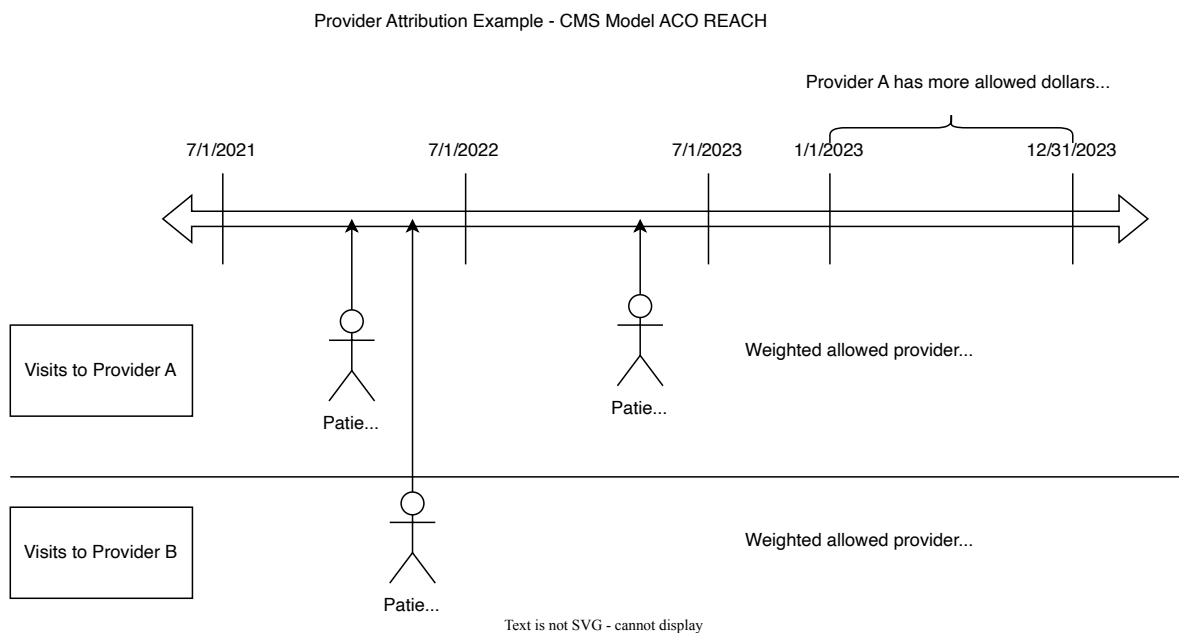 Provider Attribution Example - CMS Model ACO REACH
Provider A has more allowed dollars...
7/1/2021
7/1/2022
7/1/2023
1/1/2023
12/31/2023
Visits to Provider A
Patie...
Patie...
Weighted allowed provider...
Visits to Provider B
Patie...
Weighted allowed provider...
Text is not SVG - cannot display